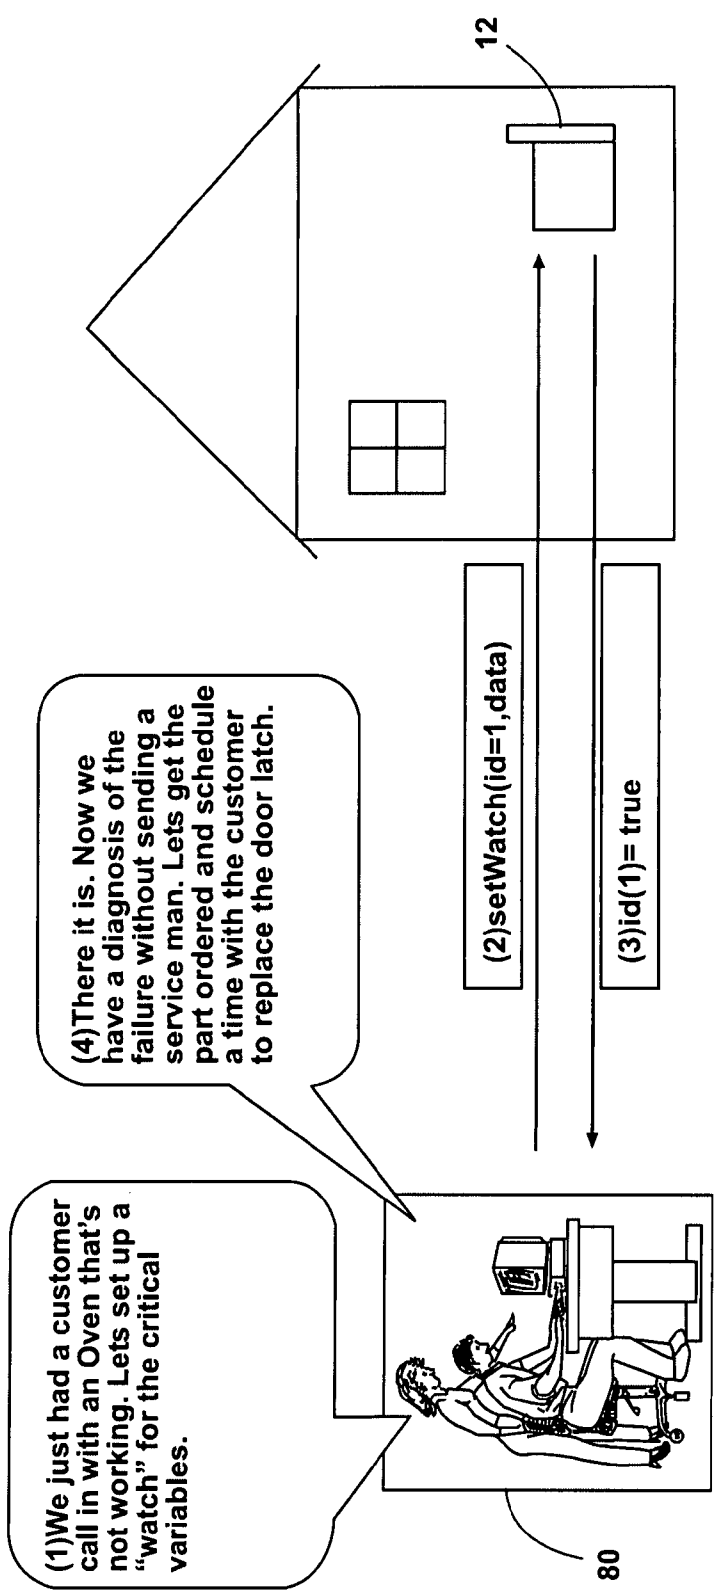 (1)We just had a customer
call in with an Oven that's
not working. Lets set up a
“watch” for the critical
variables.
(4)There it is. Now we
have a diagnosis of the
failure without sending a
service man. Lets get the
part ordered and schedule
a time with the customer
to replace the door latch.
(2)setWatch(id=1,data)
(3)id(1)= true
12
80